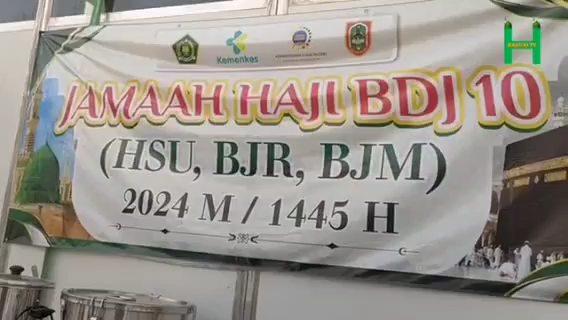 Kemenkes
JAMAAH HAJI BDJ 10
(HSU, BJR, BJM)
2024 M / 1445 H